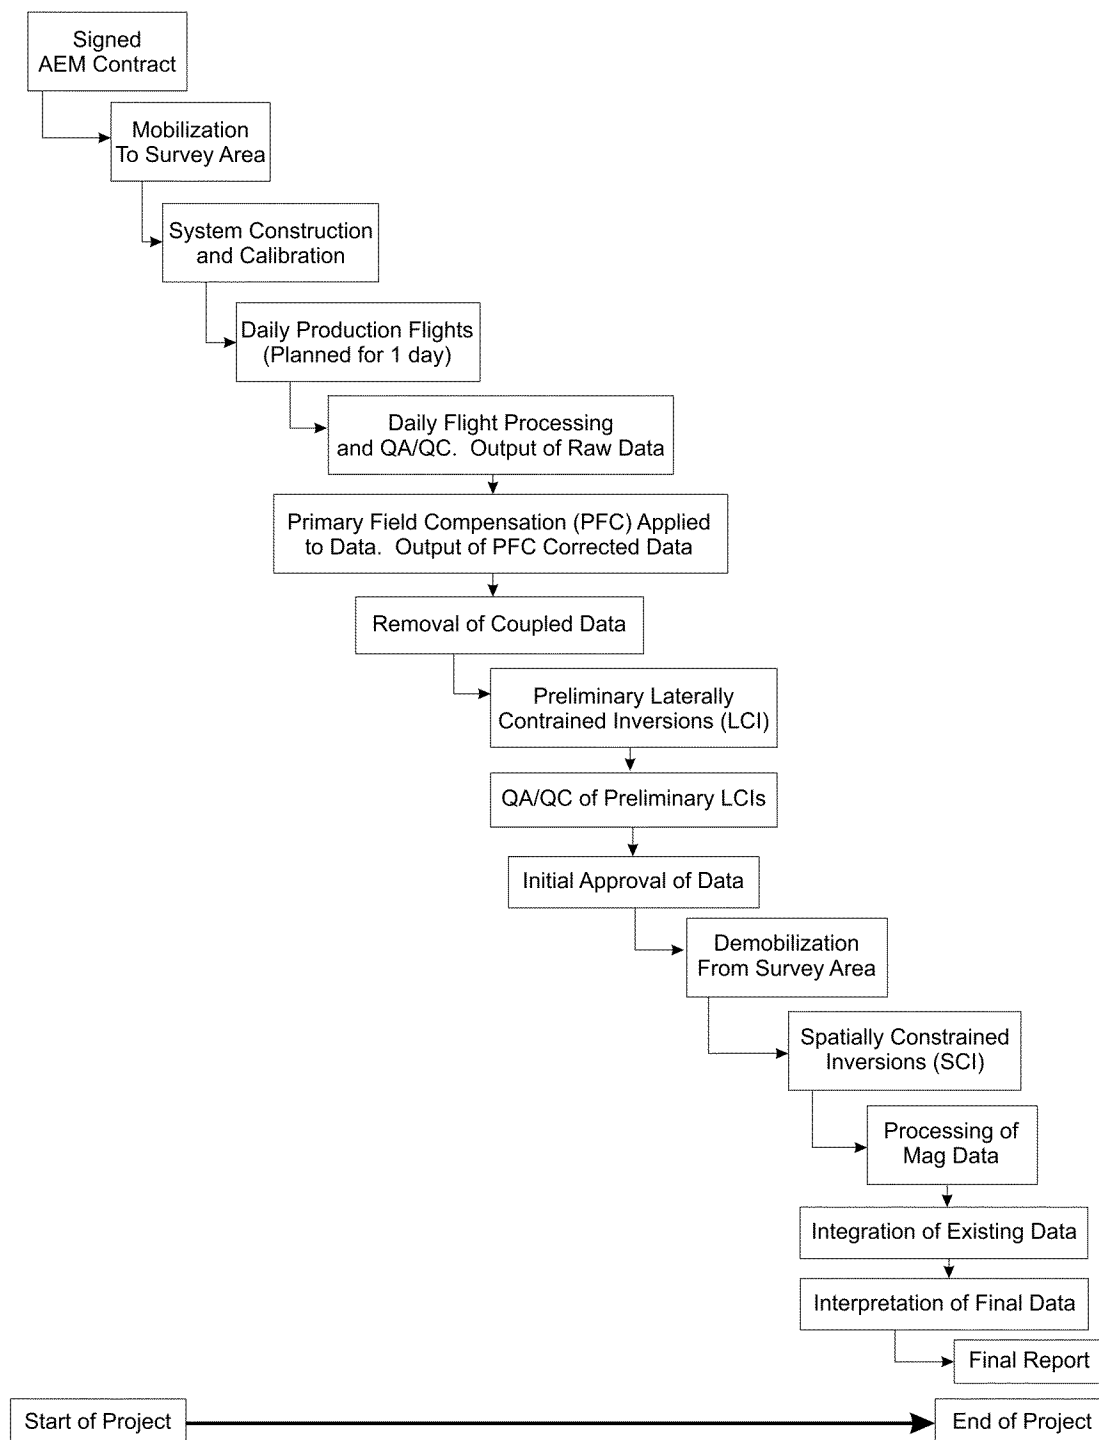 Signed
AEM Contract
Mobilization
To Survey Area
System Construction
and Calibration
Daily Production Flights
(Planned for 1 day)
Daily Flight Processing
and QA/QC. Output of Raw Data
Primary Field Compensation (PFC) Applied
to Data. Output of PFC Corrected Data
Removal of Coupled Data
Preliminary Laterally
Contrained Inversions (LCI)
QA/QC of Preliminary LCIs
Initial Approval of Data
Demobilization
From Survey Area
Spatially Constrained
Inversions (SCI)
Processing of
Mag Data
Integration of Existing Data
Interpretation of Final Data
Final Report
Start of Project
End of Project